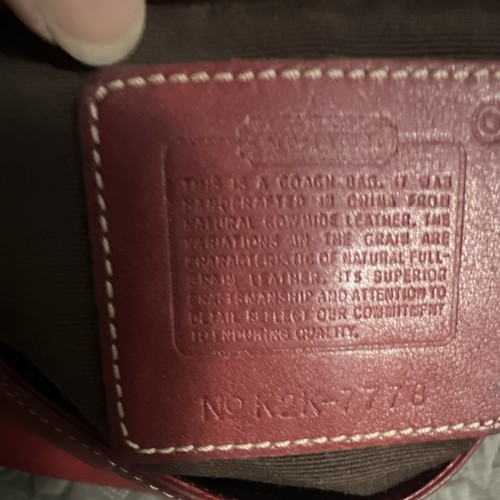 THIS IS A COACH BAG. IT WAS
HANDCRAFTED IN CHINA FROM
NATURAL COWHIDE LEATHER. THE
VARIATIONS IN THE GRAIN ARE
CHARACTERISTIC OF NATURAL FULL-
GRAIN LEATHER. ITS SUPERIOR
CRAFTSMANSHIP AND ATTENTION TO
DETAIL REFLECT OUR COMMITMENT
TO ENDURING QUALITY.
No K2K-7778